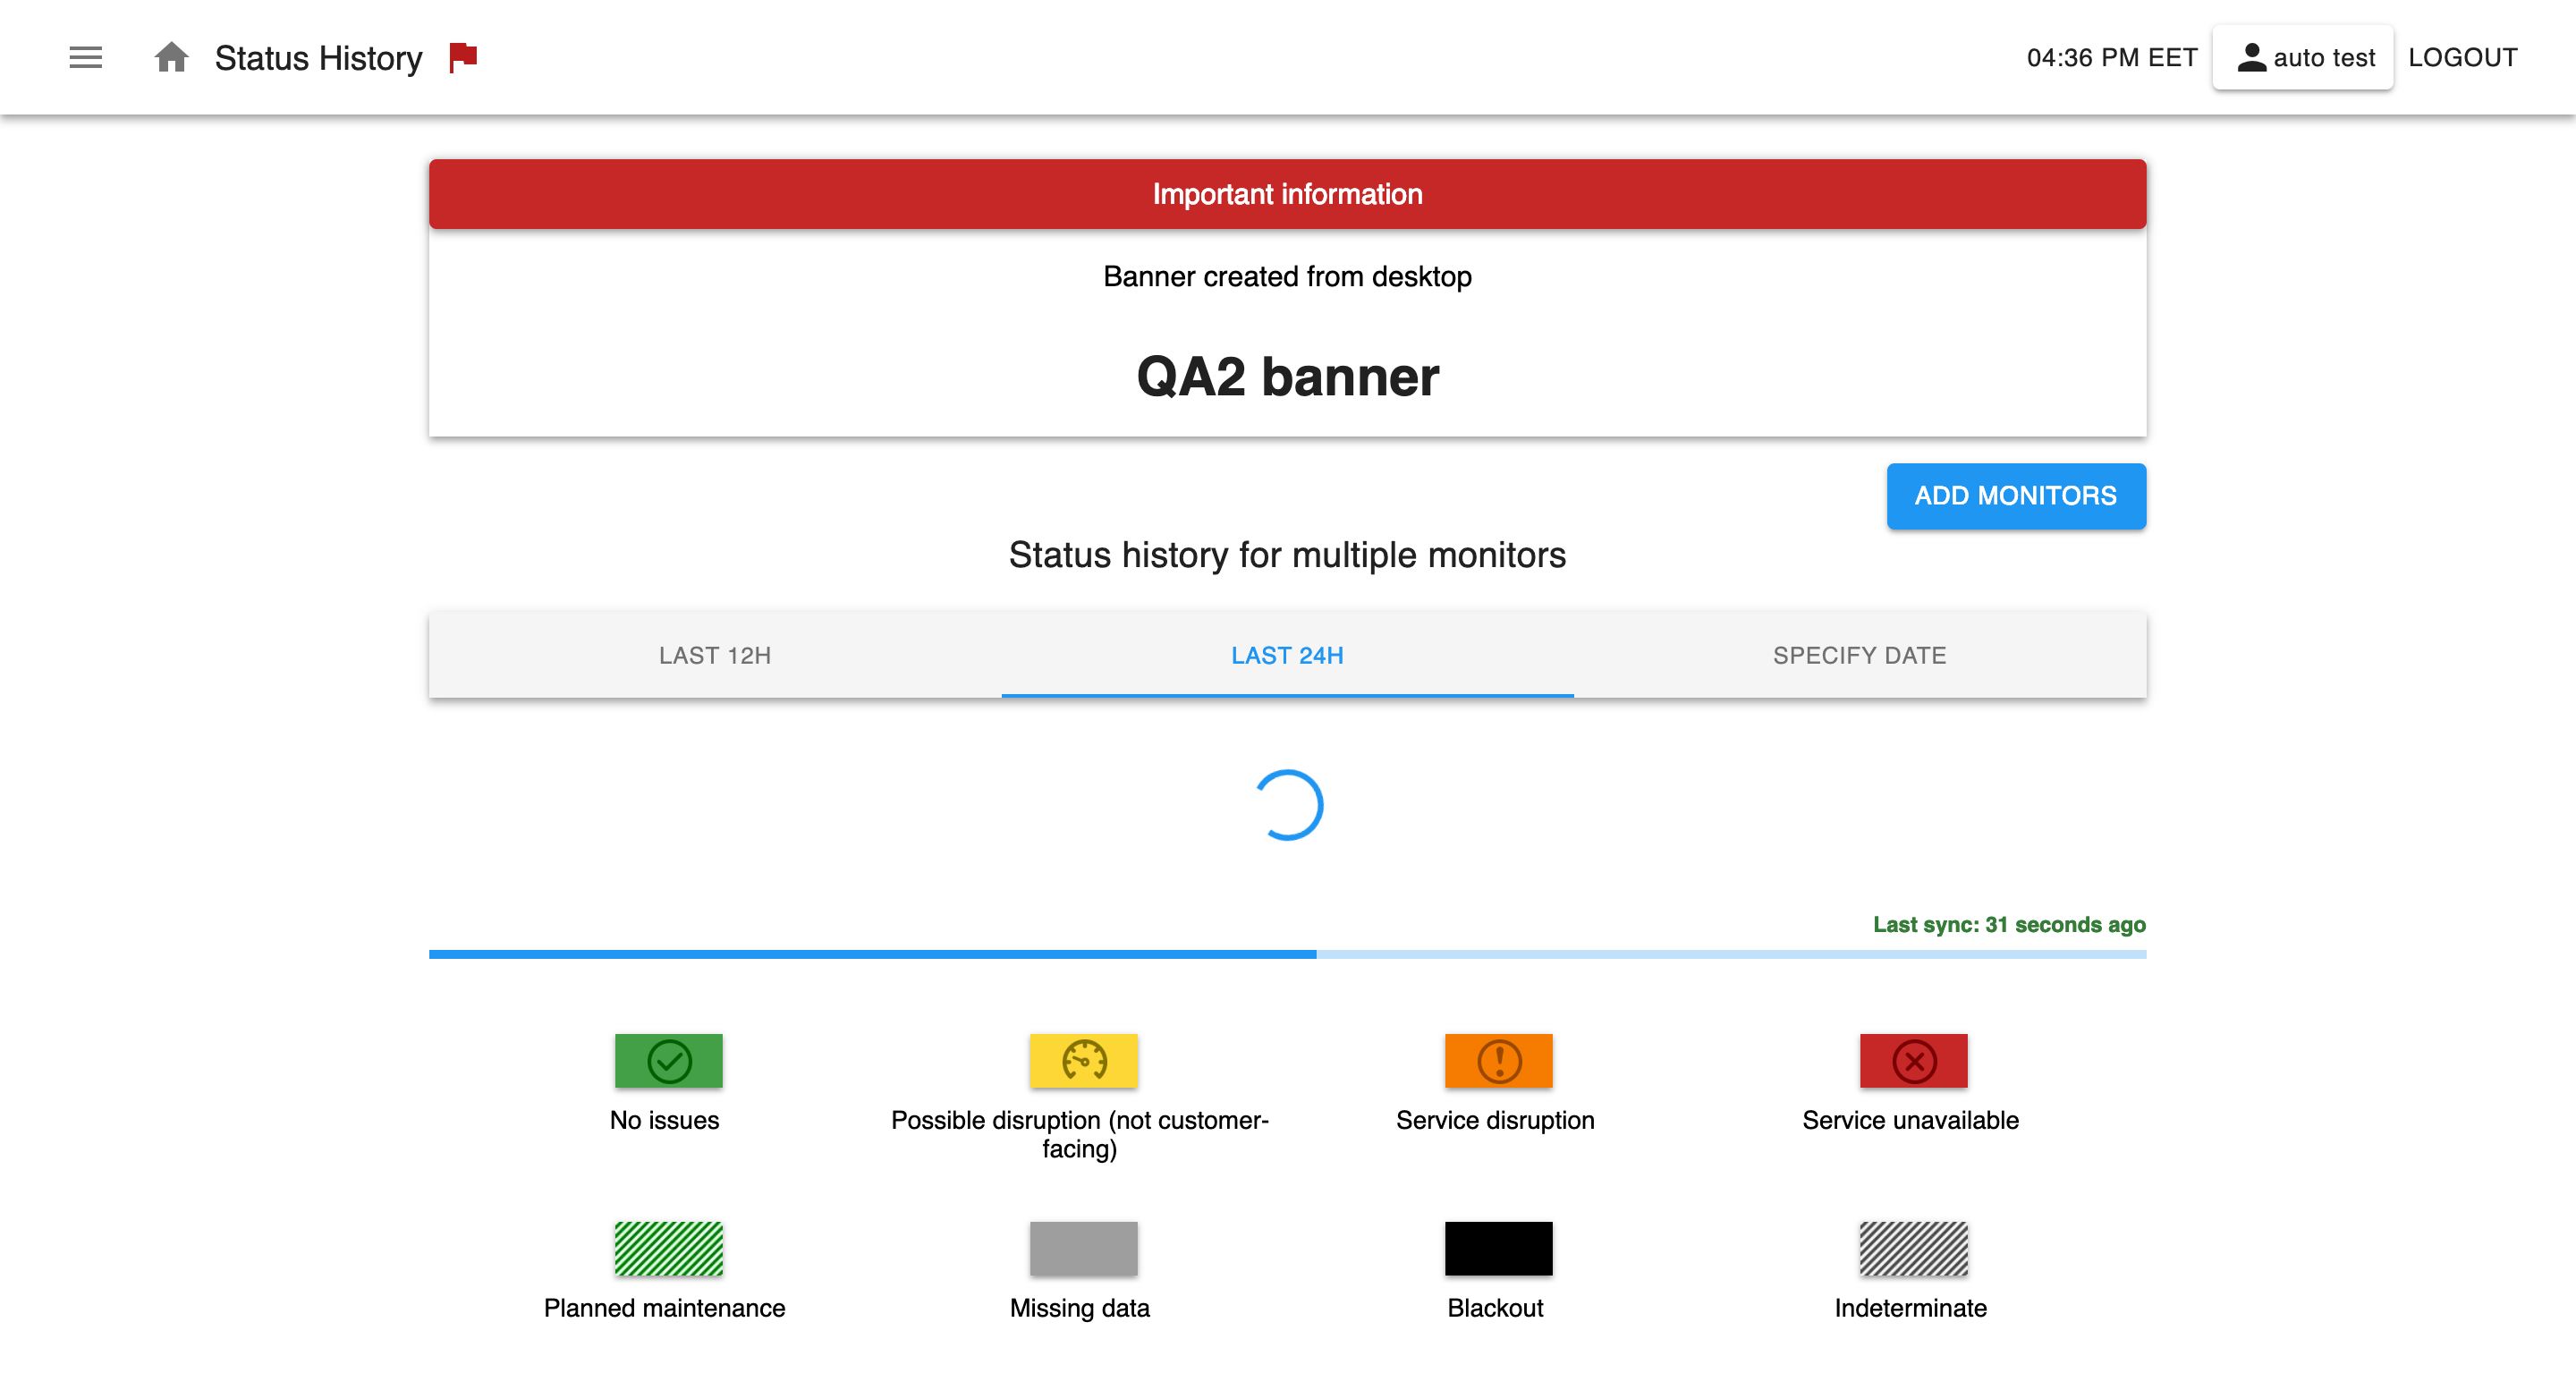 Status History
04:36 PM EET
auto test
LOGOUT
Important information
Banner created from desktop
QA2 banner
ADD MONITORS
Status history for multiple monitors
LAST 12H
LAST 24H
SPECIFY DATE
Last sync: 31 seconds ago
No issues
Possible disruption (not customer-
facing)
Service disruption
Service unavailable
Planned maintenance
Missing data
Blackout
Indeterminate